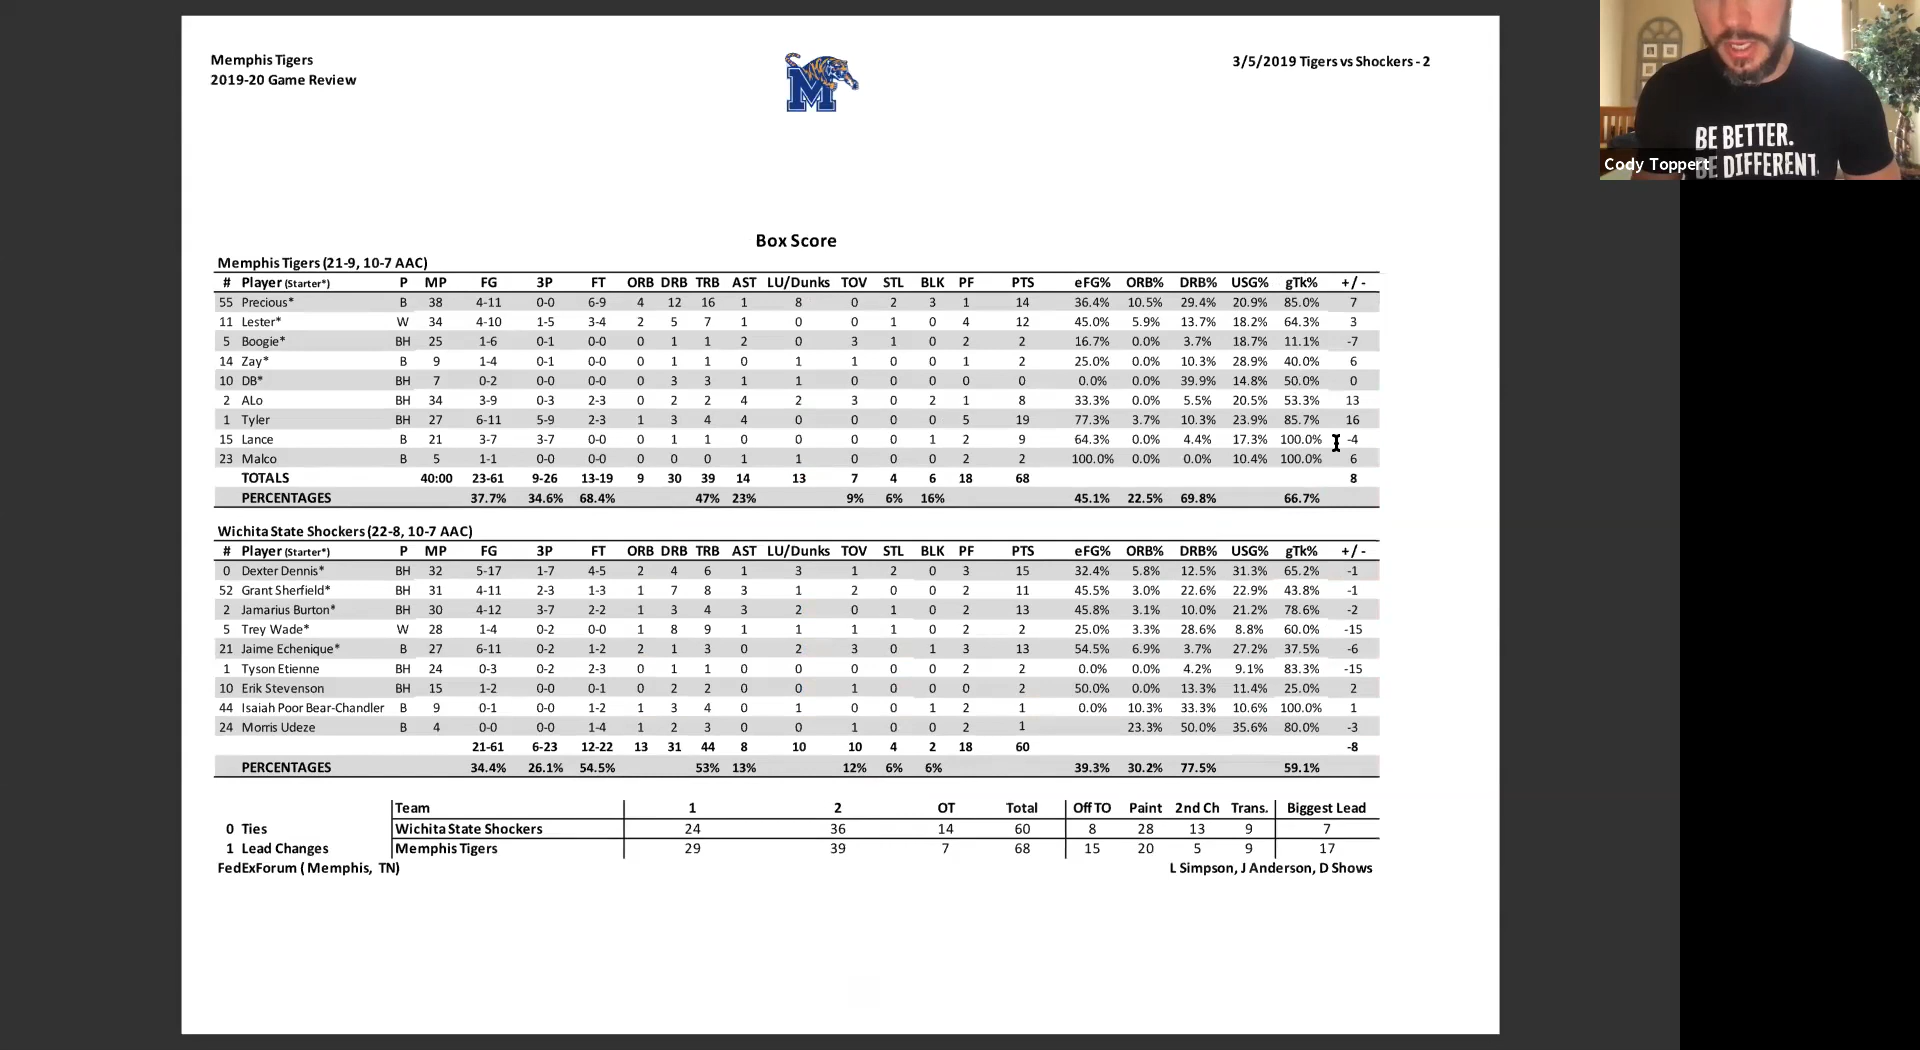 Memphis Tigers
2019-20 Game Review
M
3/5/2019 Tigers vs Shockers - 2
BE BETTER.
BE DIFFERENT.
Cody Toppert
Box Score
Memphis Tigers (21-9, 10-7 AAC)
# Player (Starter*) P MP FG 3P FT ORB DRB TRB AST LU/Dunks TOV STL BLK PF PTS eFG% ORB% DRB% USG% gTk% + / -
55 Precious* B 38 4-11 0-0 6-9 4 12 16 1 8 0 2 3 1 14 36.4% 10.5% 29.4% 20.9% 85.0% 7
11 Lester* W 34 4-10 1-5 3-4 2 5 7 1 0 0 1 0 4 12 45.0% 5.9% 13.7% 18.2% 64.3% 3
5 Boogie* BH 25 1-6 0-1 0-0 0 1 1 2 0 3 1 0 2 2 16.7% 0.0% 3.7% 18.7% 11.1% -7
14 Zay* B 9 1-4 0-1 0-0 0 1 1 0 1 1 0 0 1 2 25.0% 0.0% 10.3% 28.9% 40.0% 6
10 DB* BH 7 0-2 0-0 0-0 0 3 3 1 1 0 0 0 0 0 0.0% 0.0% 39.9% 14.8% 50.0% 0
2 ALo BH 34 3-9 0-3 2-3 0 2 2 4 2 3 0 2 1 8 33.3% 0.0% 5.5% 20.5% 53.3% 13
1 Tyler BH 27 6-11 5-9 2-3 1 3 4 4 0 0 0 0 5 19 77.3% 3.7% 10.3% 23.9% 85.7% 16
15 Lance B 21 3-7 3-7 0-0 0 1 1 0 0 0 0 1 2 9 64.3% 0.0% 4.4% 17.3% 100.0% -4
23 Malco B 5 1-1 0-0 0-0 0 0 0 1 1 0 0 0 2 2 100.0% 0.0% 0.0% 10.4% 100.0% 6
TOTALS 40:00 23-61 9-26 13-19 9 30 39 14 13 7 4 6 18 68 8
PERCENTAGES 37.7% 34.6% 68.4% 47% 23% 9% 6% 16% 45.1% 22.5% 69.8% 66.7%
Wichita State Shockers (22-8, 10-7 AAC)
# Player (Starter*) P MP FG 3P FT ORB DRB TRB AST LU/Dunks TOV STL BLK PF PTS eFG% ORB% DRB% USG% gTk% + / -
0 Dexter Dennis* BH 32 5-17 1-7 4-5 2 4 6 1 3 1 2 0 3 15 32.4% 5.8% 12.5% 31.3% 65.2% -1
52 Grant Sherfield* BH 31 4-11 2-3 1-3 1 7 8 3 1 2 0 0 2 11 45.5% 3.0% 22.6% 22.9% 43.8% -1
2 Jamarius Burton* BH 30 4-12 3-7 2-2 1 3 4 3 2 0 1 0 2 13 45.8% 3.1% 10.0% 21.2% 78.6% -2
5 Trey Wade* W 28 1-4 0-2 0-0 1 8 9 1 1 1 1 0 2 2 25.0% 3.3% 28.6% 8.8% 60.0% -15
21 Jaime Echenique* B 27 6-11 0-2 1-2 2 1 3 0 2 3 0 1 3 13 54.5% 6.9% 3.7% 27.2% 37.5% -6
1 Tyson Etienne BH 24 0-3 0-2 2-3 0 1 1 0 0 0 0 0 2 2 0.0% 0.0% 4.2% 9.1% 83.3% -15
10 Erik Stevenson BH 15 1-2 0-0 0-1 0 2 2 0 0 1 0 0 0 2 50.0% 0.0% 13.3% 11.4% 25.0% 2
44 Isaiah Poor Bear-Chandler B 9 0-1 0-0 1-2 1 3 4 0 1 0 0 1 2 1 0.0% 10.3% 33.3% 10.6% 100.0% 1
24 Morris Udeze B 4 0-0 0-0 1-4 1 2 3 0 0 1 0 0 2 1 23.3% 50.0% 35.6% 80.0% -3
21-61 6-23 12-22 13 31 44 8 10 10 4 2 18 60 -8
PERCENTAGES 34.4% 26.1% 54.5% 53% 13% 12% 6% 6% 39.3% 30.2% 77.5% 59.1%
Team 1 2 OT Total Off TO Paint 2nd Ch Trans. Biggest Lead
0 Ties Wichita State Shockers 24 36 14 60 8 28 13 9 7
1 Lead Changes Memphis Tigers 29 39 7 68 15 20 5 9 17
FedExForum ( Memphis, TN) L Simpson, J Anderson, D Shows